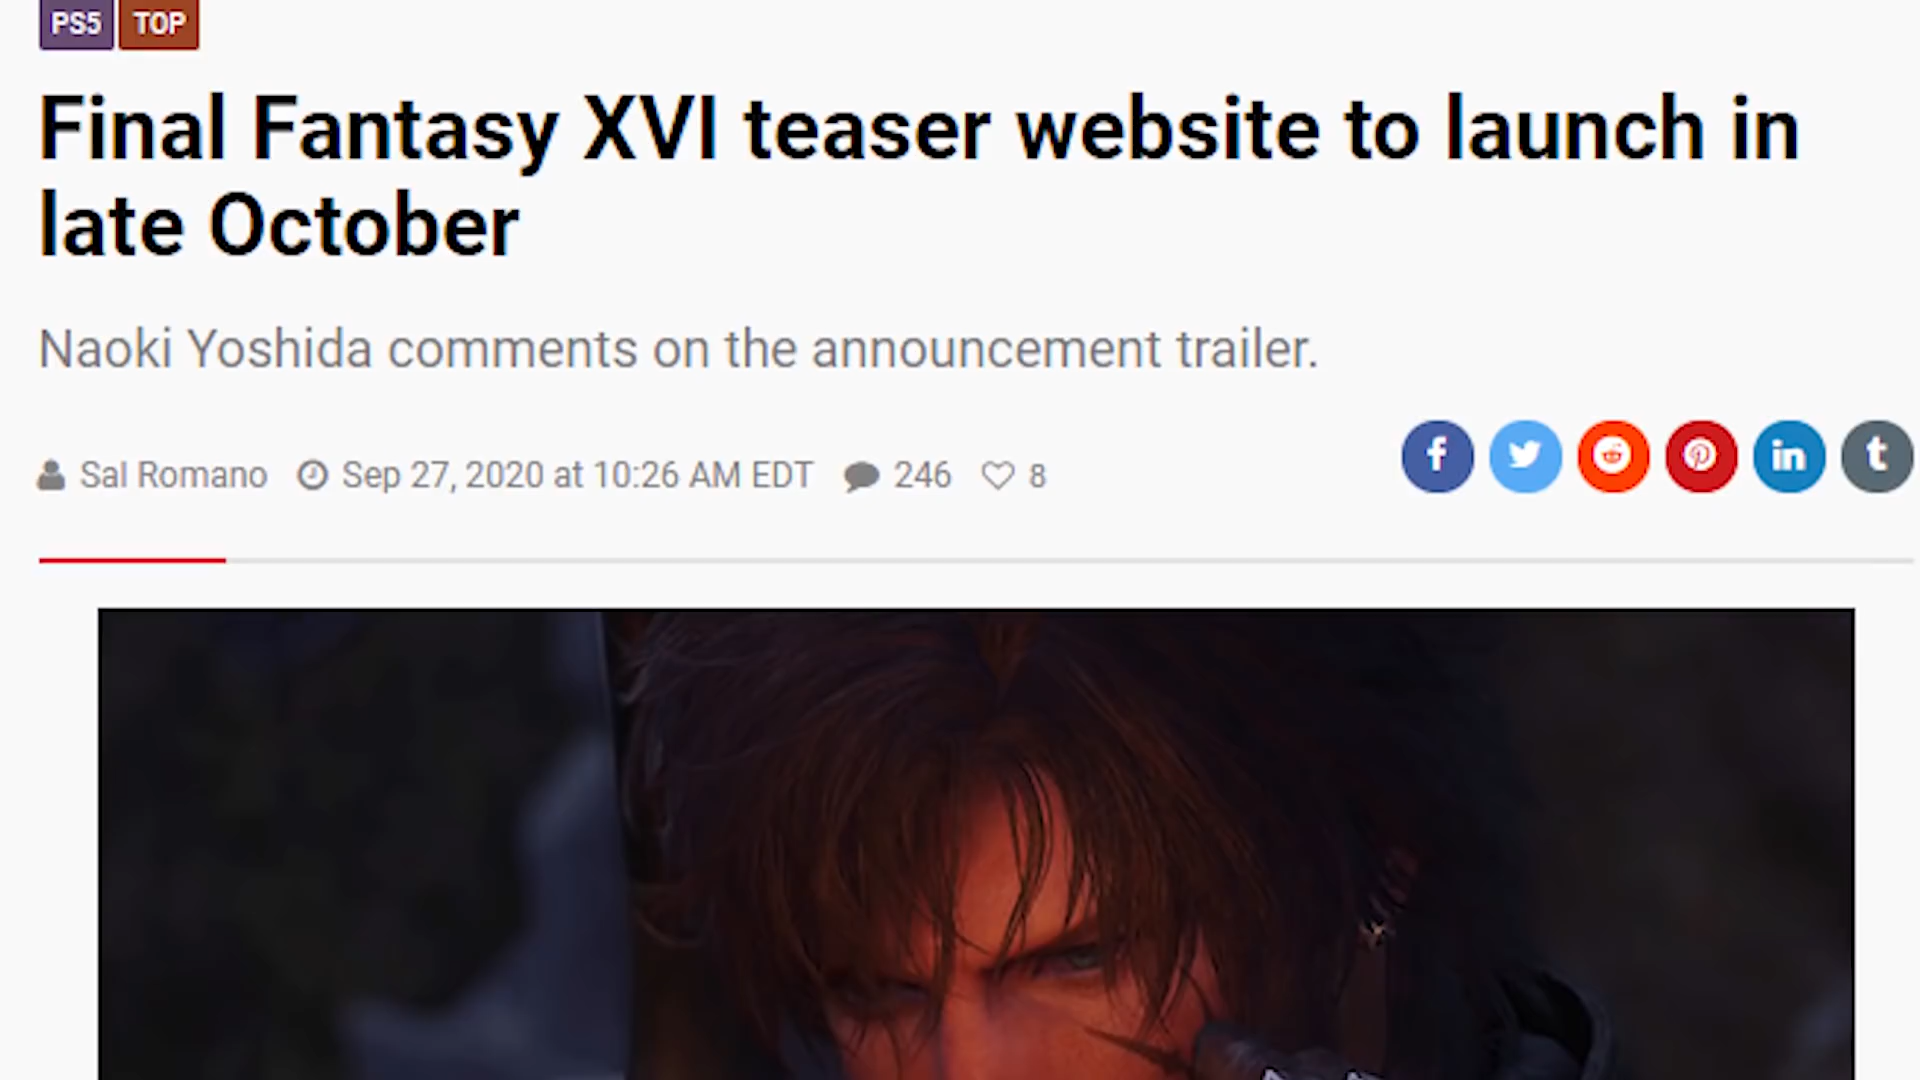 PS5 TOP
Final Fantasy XVI teaser website to launch in
late October
Naoki Yoshida comments on the announcement trailer.
Sal Romano Sep 27, 2020 at 10:26 AM EDT 246 8